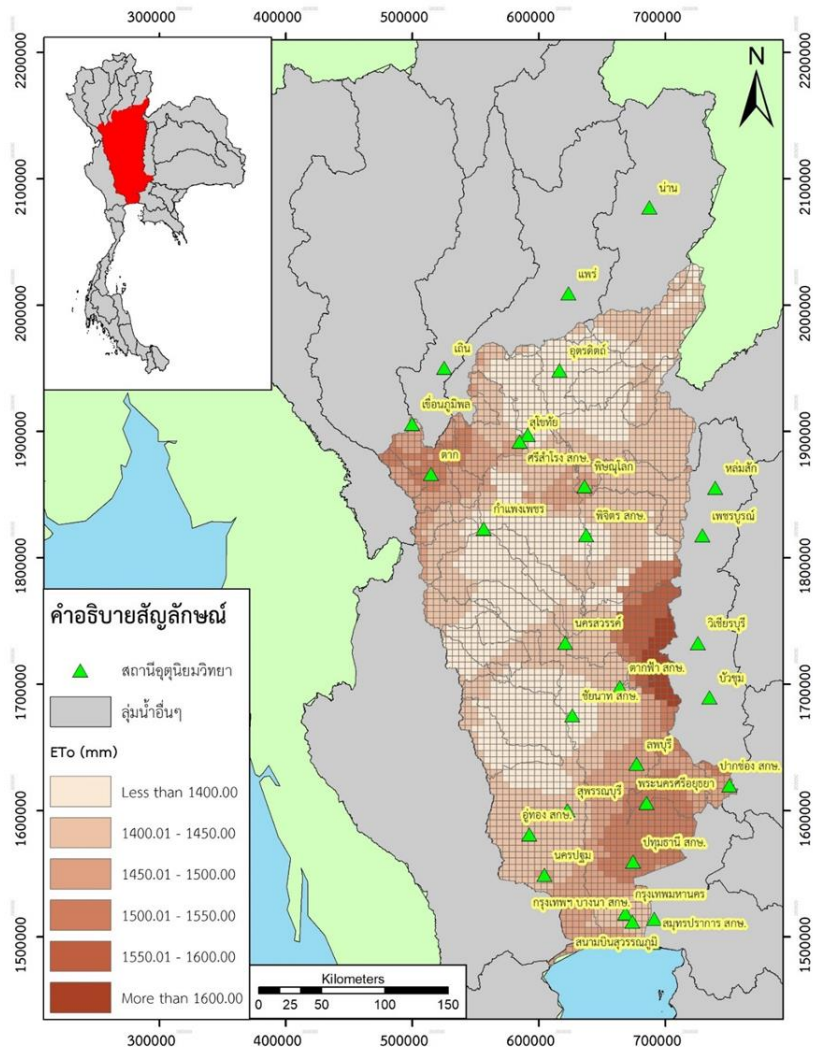 300000 400000 500000 600000 700000
2200000
2100000
2000000
1900000
1800000
1700000
1600000
1500000
N
น่าน
แพร่
เถิน
อุตรดิตถ์
เขื่อนภูมิพล
สุโขทัย
ศรีสำโรง สกษ.
ตาก
พิษณุโลก
หล่มสัก
กำแพงเพชร
พิจิตร สกษ.
เพชรบูรณ์
นครสวรรค์
วิเชียรบุรี
ตากฟ้า สกษ.
ชัยนาท สกษ.
บัวชุม
ลพบุรี
ปากช่อง สกษ.
สุพรรณบุรี
พระนครศรีอยุธยา
อู่ทอง สกษ.
ปทุมธานี สกษ.
นครปฐม
กรุงเทพมหานคร
กรุงเทพฯ บางนา สกษ.
สมุทรปราการ สกษ.
สนามบินสุวรรณภูมิ
คำอธิบายสัญลักษณ์
สถานีอุตุนิยมวิทยา
ลุ่มน้ำอื่นๆ
ETo (mm)
Less than 1400.00
1400.01 - 1450.00
1450.01 - 1500.00
1500.01 - 1550.00
1550.01 - 1600.00
More than 1600.00
Kilometers
0 25 50 100 150
2200000
2100000
2000000
1900000
1800000
1700000
1600000
1500000
300000 400000 500000 600000 700000